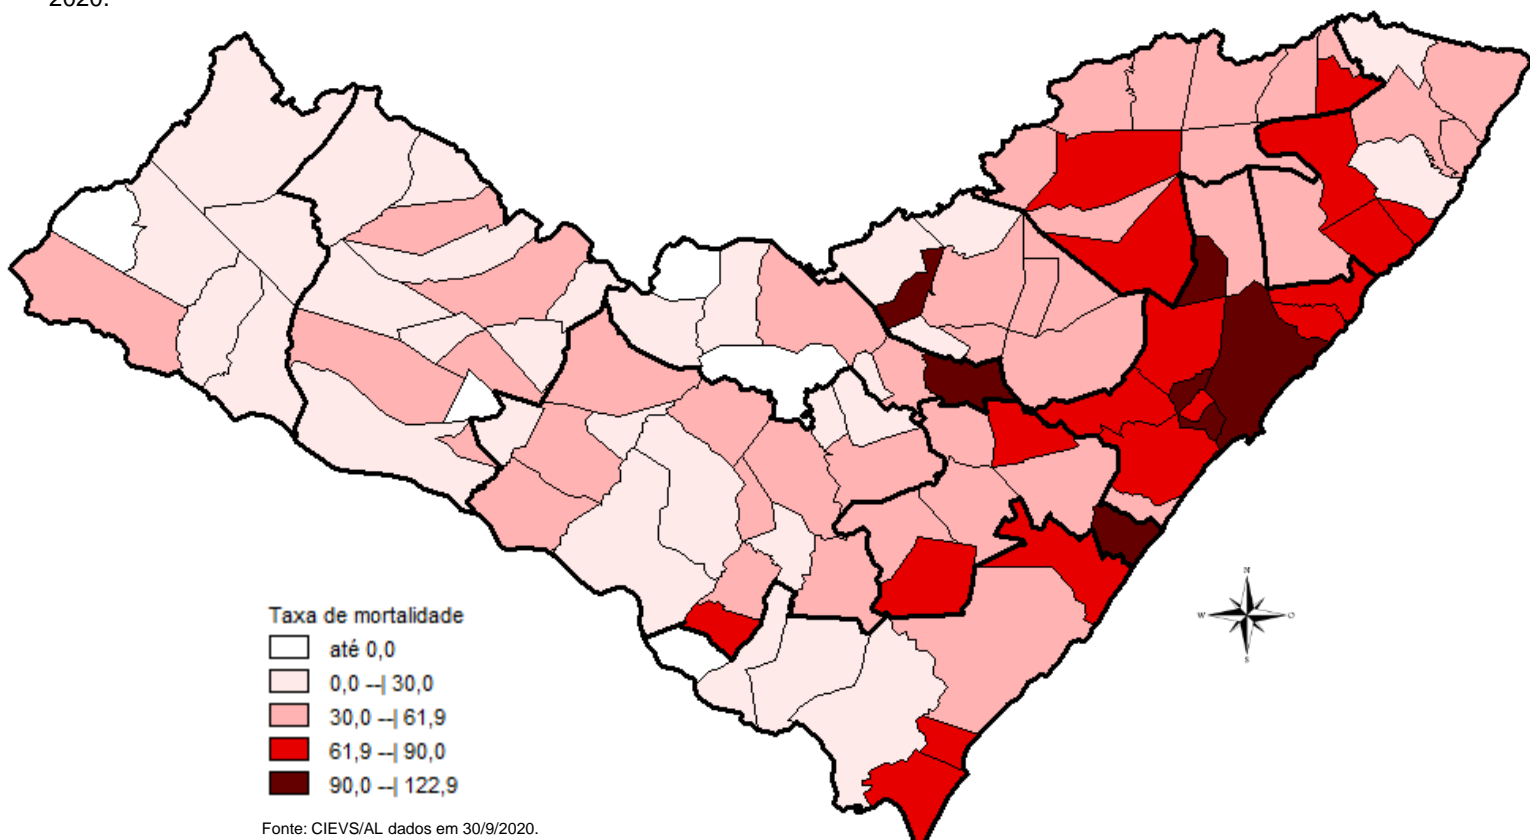 2020.
N
W
O
S
Taxa de mortalidade
até 0,0
0,0 --| 30,0
30,0 --| 61,9
61,9 --| 90,0
90,0 --| 122,9
Fonte: CIEVS/AL dados em 30/9/2020.